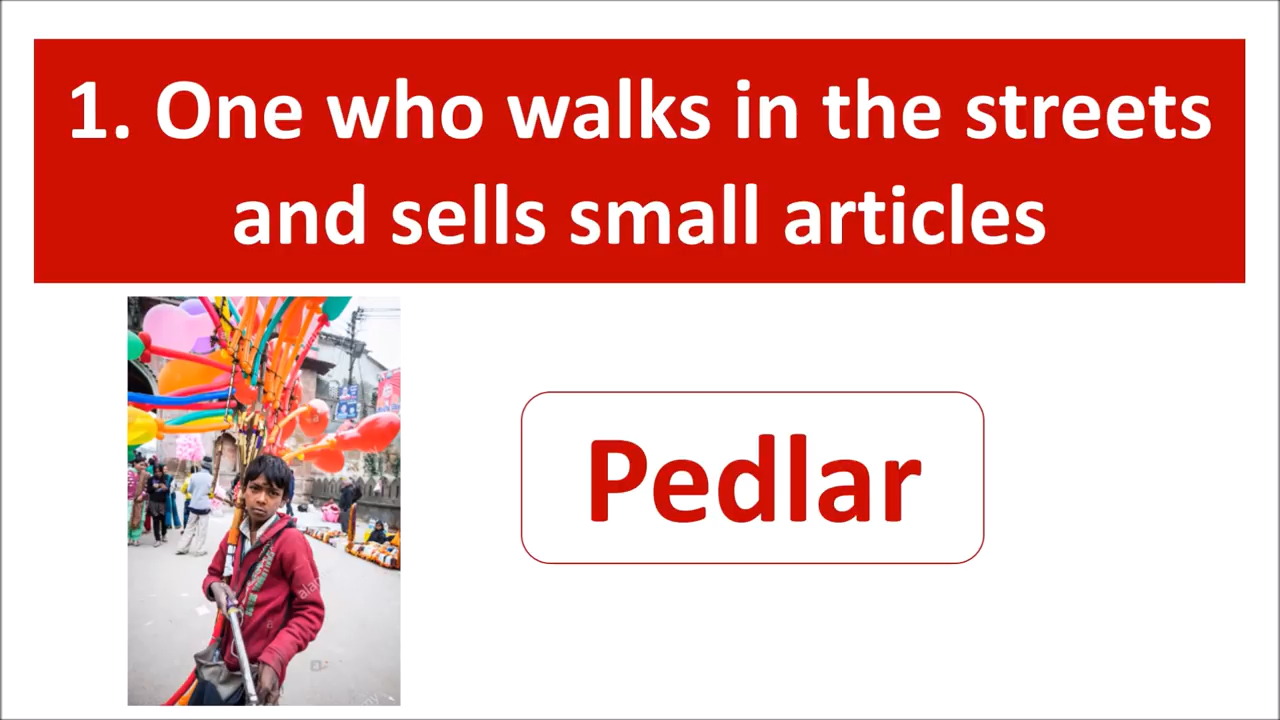 1. One who walks in the streets
and sells small articles
Pedlar